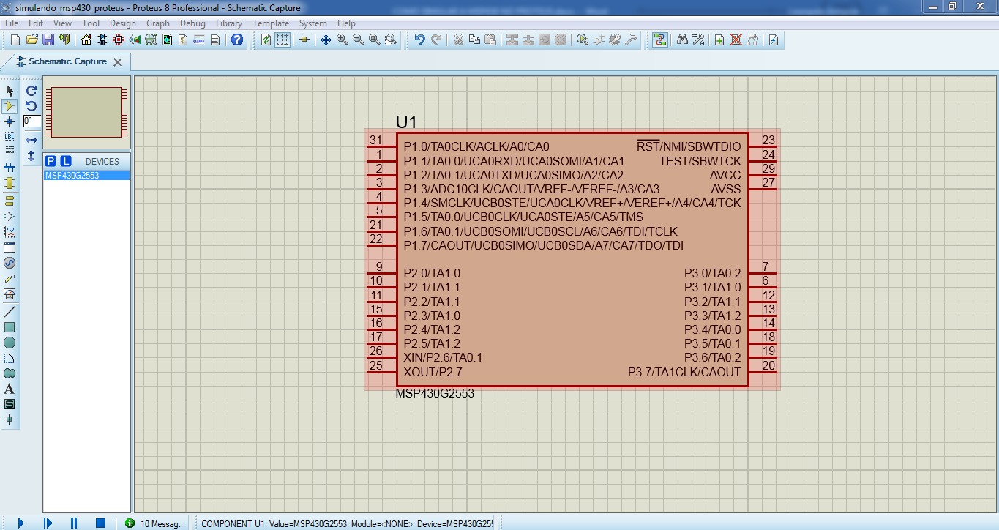 simulando_msp430_proteus - Proteus 8 Professional - Schematic Capture
File Edit View Tool Design Graph Debug Library Template System Help
Schematic Capture
0°
LBL
P L DEVICES
MSP430G2553
A
S
U1
31 P1.0/TA0CLK/ACLK/A0/CA0 RST/NMI/SBWTDIO 23
1 P1.1/TA0.0/UCA0RXD/UCA0SOMI/A1/CA1 TEST/SBWTCK 24
2 P1.2/TA0.1/UCA0TXD/UCA0SIMO/A2/CA2 AVCC 29
3 P1.3/ADC10CLK/CAOUT/VREF-/VEREF-/A3/CA3 AVSS 27
4 P1.4/SMCLK/UCB0STE/UCA0CLK/VREF+/VEREF+/A4/CA4/TCK
5 P1.5/TA0.0/UCB0CLK/UCA0STE/A5/CA5/TMS
21 P1.6/TA0.1/UCB0SOMI/UCB0SCL/A6/CA6/TDI/TCLK
22 P1.7/CAOUT/UCB0SIMO/UCB0SDA/A7/CA7/TDO/TDI
9 P2.0/TA1.0 P3.0/TA0.2 7
10 P2.1/TA1.1 P3.1/TA1.0 6
11 P2.2/TA1.1 P3.2/TA1.1 12
15 P2.3/TA1.0 P3.3/TA1.2 13
16 P2.4/TA1.2 P3.4/TA0.0 14
17 P2.5/TA1.2 P3.5/TA0.1 18
26 XIN/P2.6/TA0.1 P3.6/TA0.2 19
25 XOUT/P2.7 P3.7/TA1CLK/CAOUT 20
MSP430G2553
10 Messag... COMPONENT U1, Value=MSP430G2553, Module=<NONE>. Device=MSP430G255